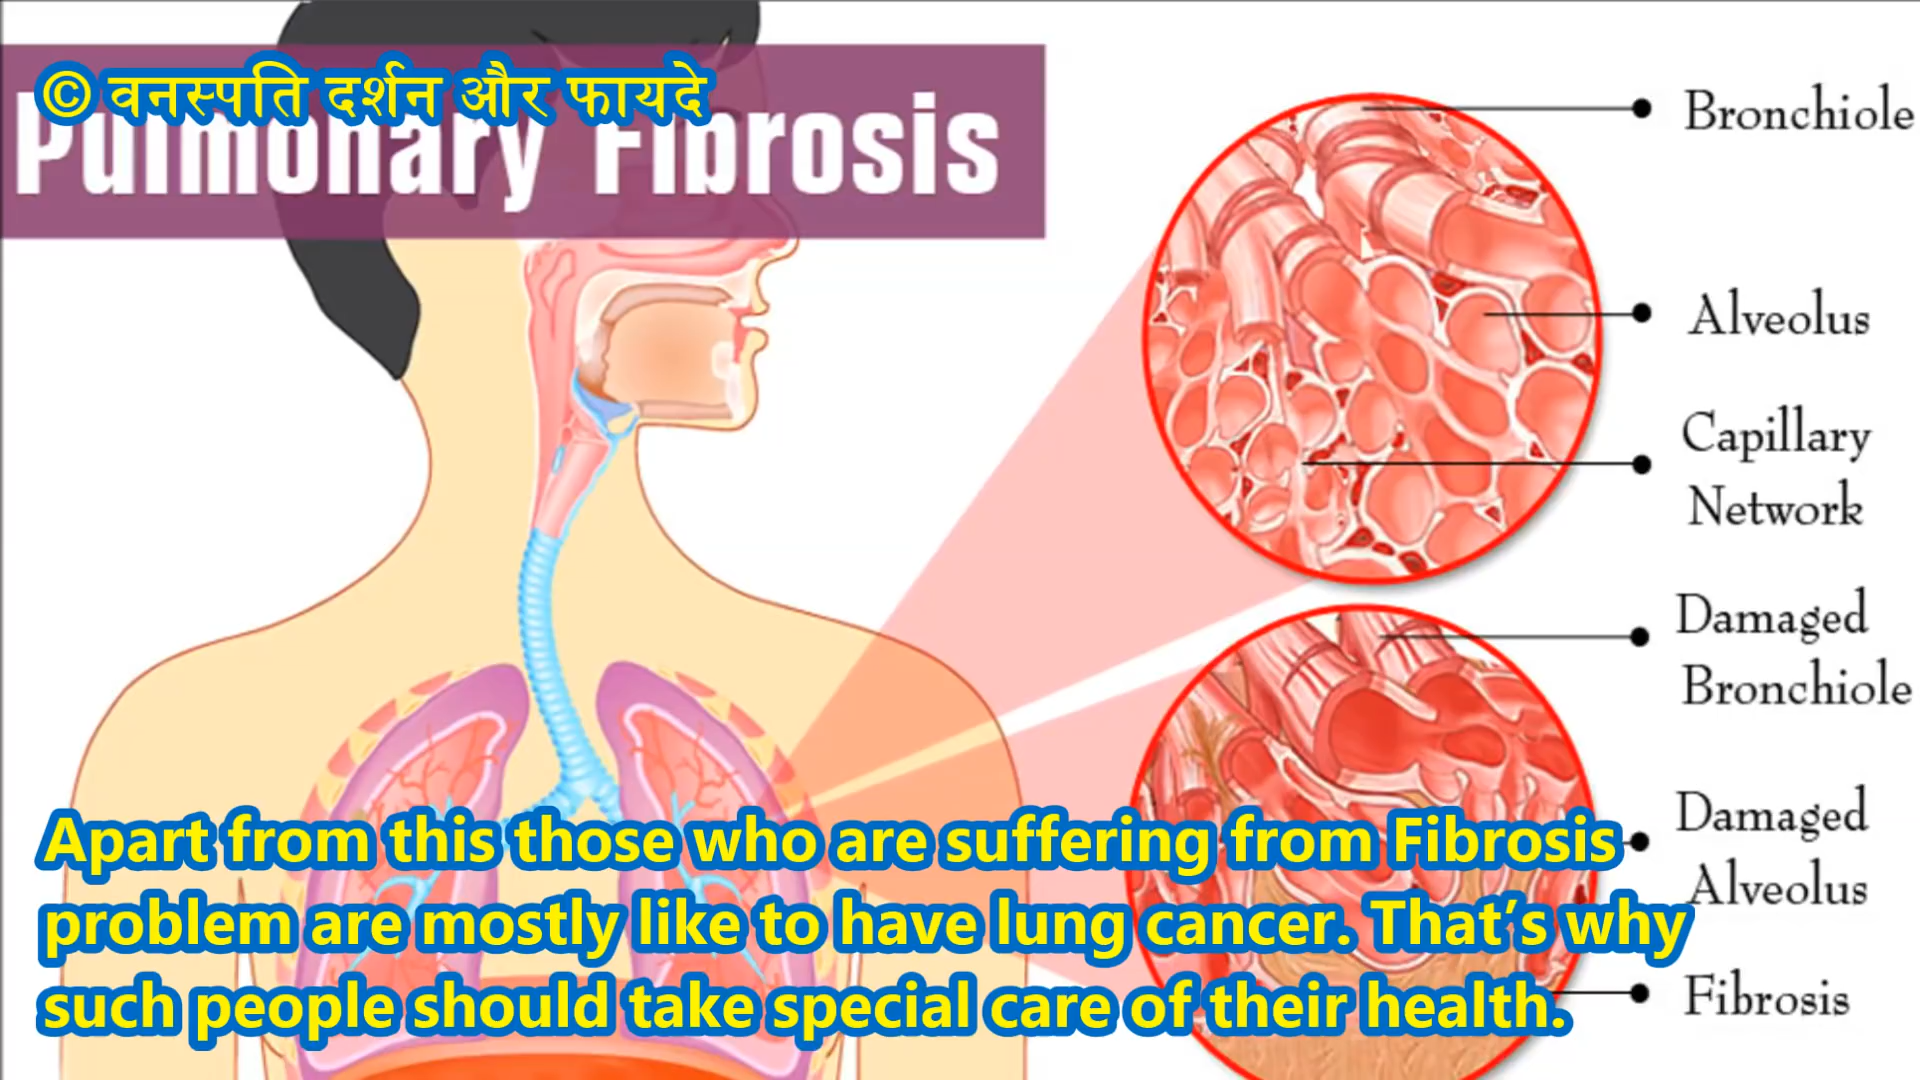 © वनस्पति दर्शन और फायदे
Pulmonary Fibrosis
Bronchiole
Alveolus
Capillary
Network
Damaged
Bronchiole
Damaged
Alveolus
Fibrosis
Apart from this those who are suffering from Fibrosis
problem are mostly like to have lung cancer. That’s why
such people should take special care of their health.